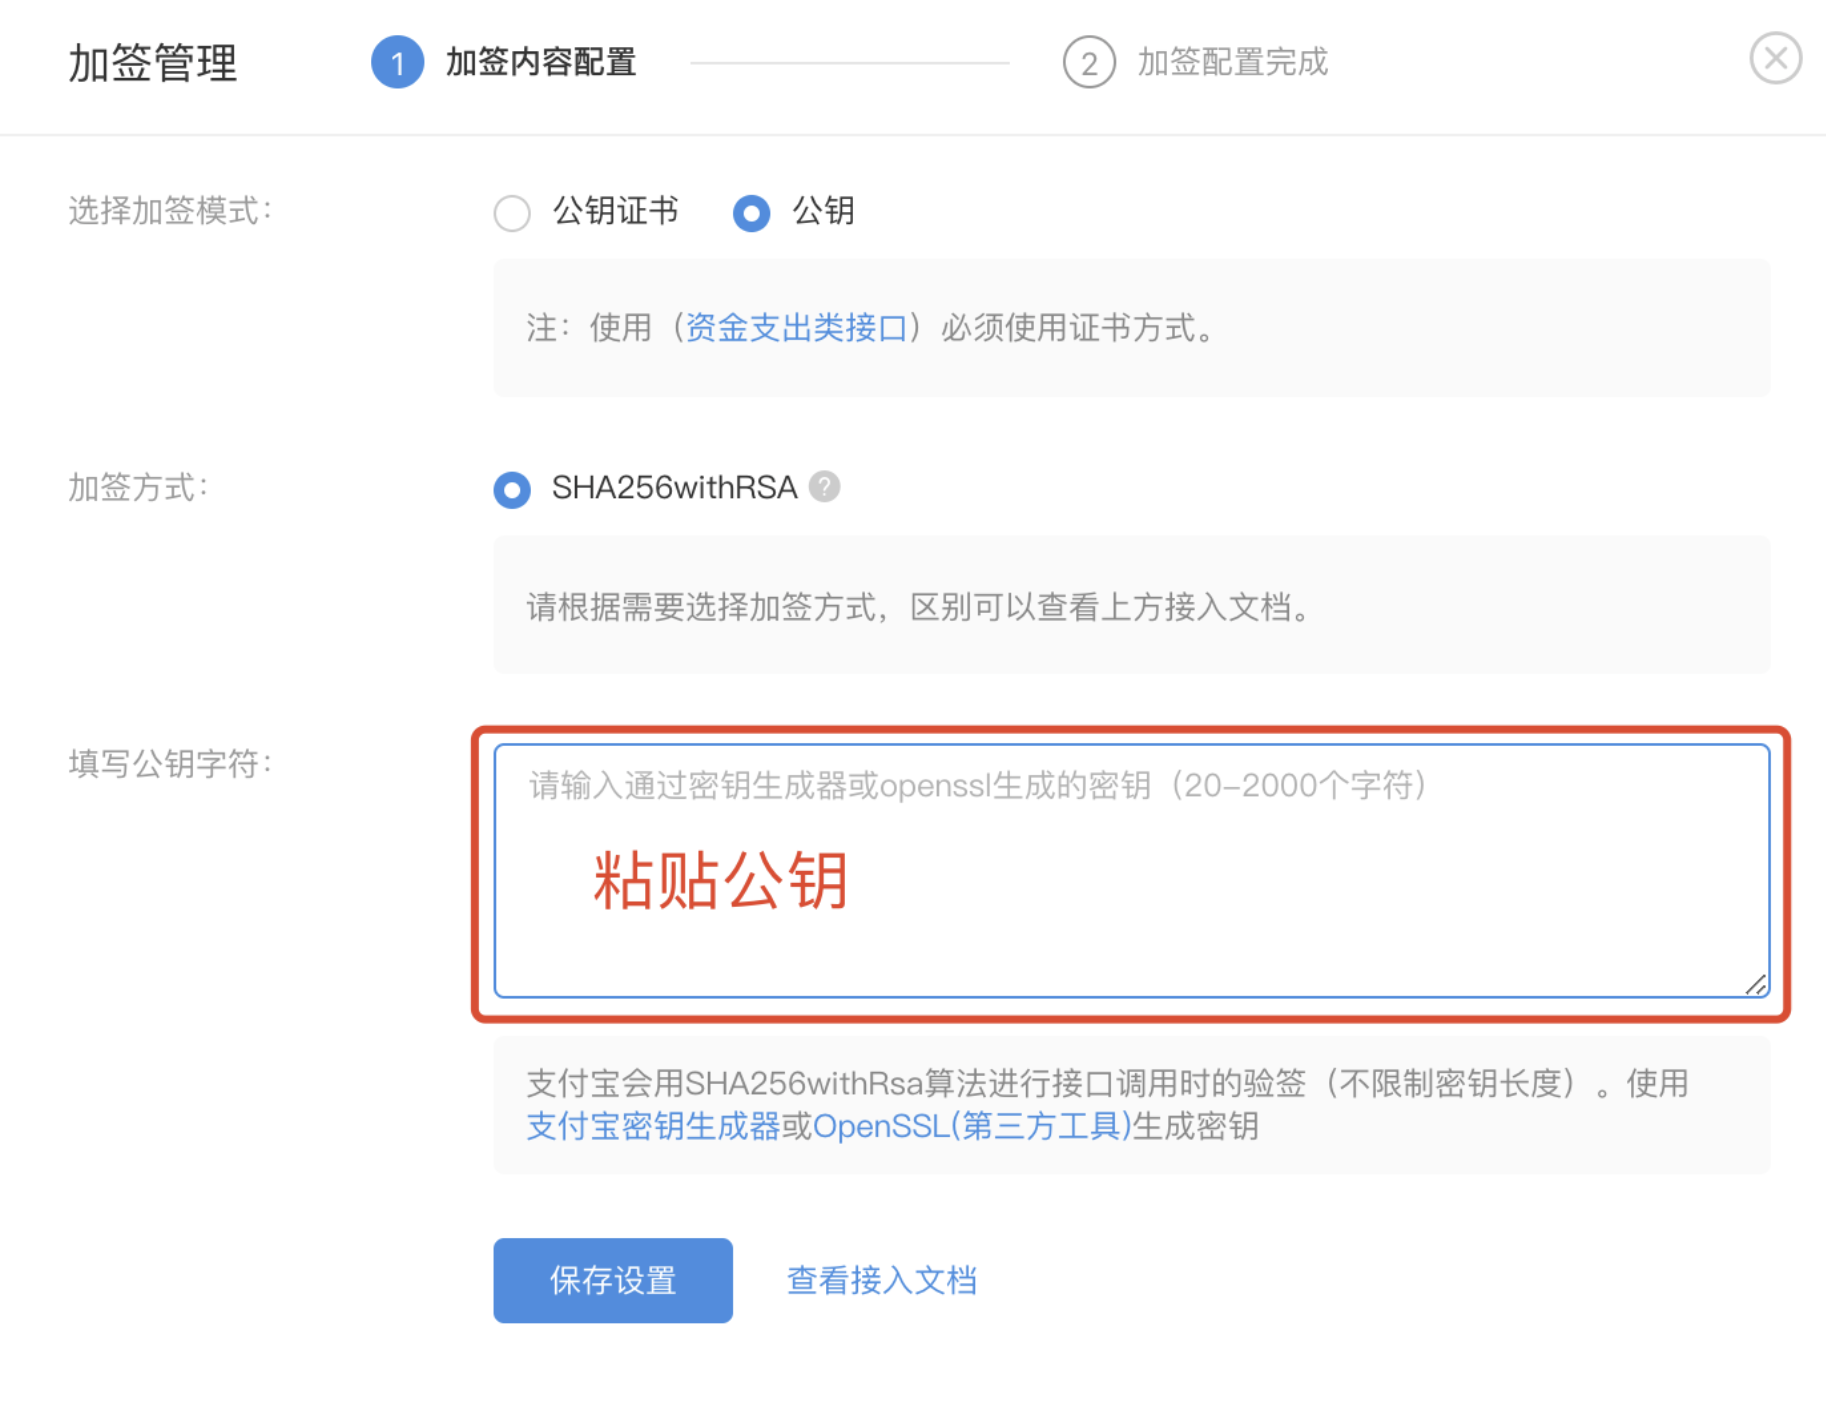 加签管理
1 加签内容配置
2 加签配置完成
选择加签模式：
公钥证书 公钥
注：使用（资金支出类接口）必须使用证书方式。
加签方式：
SHA256withRSA ?
请根据需要选择加签方式，区别可以查看上方接入文档。
填写公钥字符：
请输入通过密钥生成器或openssl生成的密钥（20-2000个字符）
粘贴公钥
支付宝会用SHA256withRsa算法进行接口调用时的验签（不限制密钥长度）。使用
支付宝密钥生成器或OpenSSL(第三方工具)生成密钥
保存设置 查看接入文档